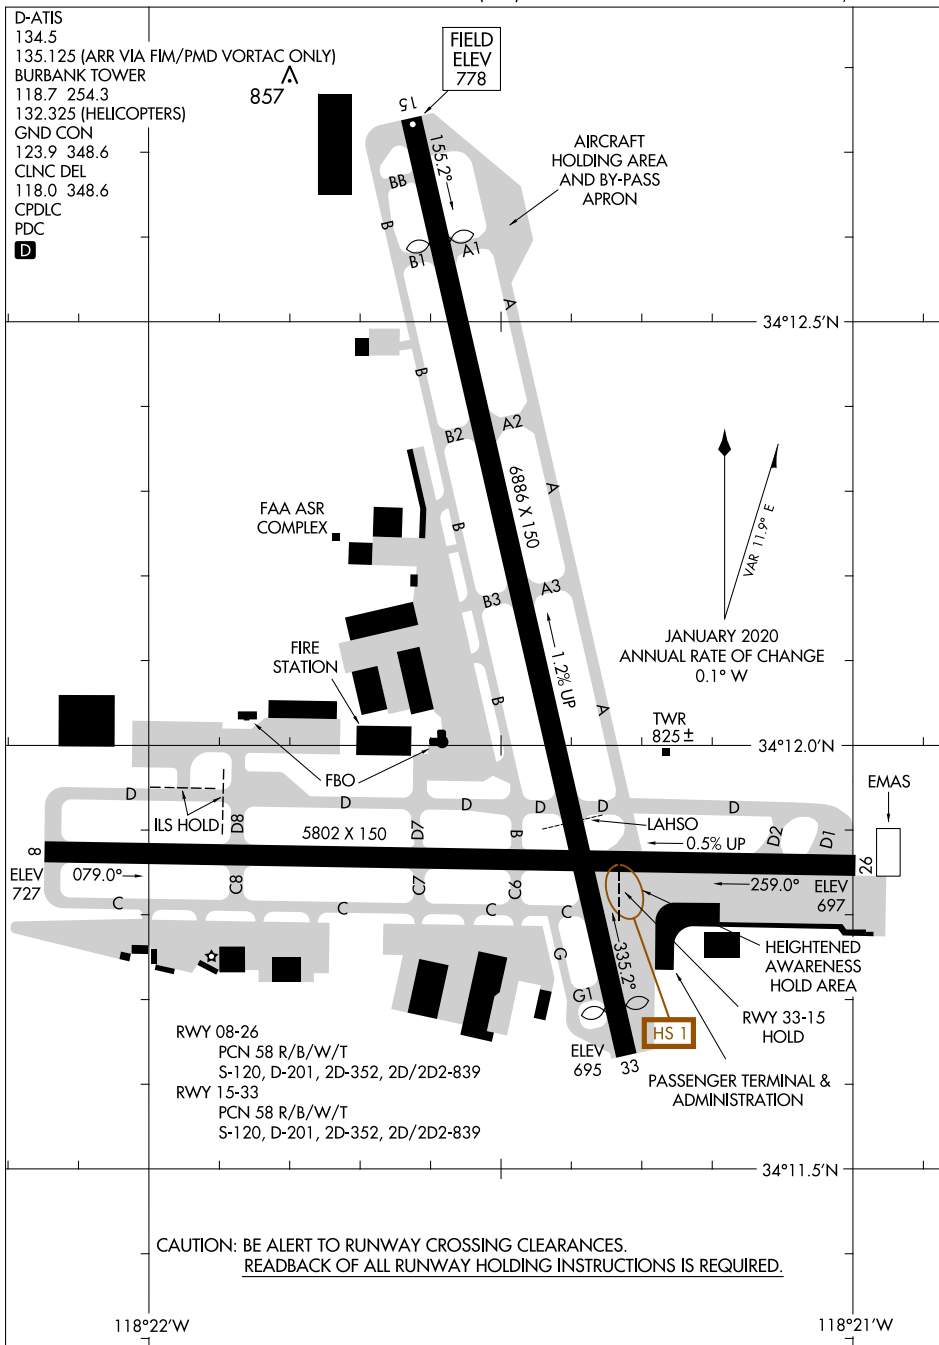 D-ATIS
134.5
135.125 (ARR VIA FIM/PMD VORTAC ONLY)
BURBANK TOWER
118.7 254.3
132.325 (HELICOPTERS)
GND CON
123.9 348.6
CLNC DEL
118.0 348.6
CPDLC
PDC
D
857
FIELD
ELEV
778
15
155.2°
AIRCRAFT
HOLDING AREA
AND BY-PASS
APRON
BB
B
B1
A1
A
34°12.5'N
B
B2
A2
A
6886 X 150
FAA ASR
COMPLEX
B
VAR 11.9° E
B3
A3
JANUARY 2020
ANNUAL RATE OF CHANGE
0.1° W
1.2% UP
FIRE
STATION
B
A
TWR
825±
34°12.0'N
FBO
EMAS
D
ILS HOLD
D8
D
D7
D
B
D
D
D
LAHSO
D2
D1
5802 X 150
0.5% UP
8
26
ELEV
727
079.0°
C8
C7
C6
259.0°
ELEV
697
C
C
C
C
G
335.2°
HEIGHTENED
AWARENESS
HOLD AREA
G1
HS 1
RWY 33-15
HOLD
RWY 08-26
PCN 58 R/B/W/T
S-120, D-201, 2D-352, 2D/2D2-839
RWY 15-33
PCN 58 R/B/W/T
S-120, D-201, 2D-352, 2D/2D2-839
ELEV
695
33
PASSENGER TERMINAL &
ADMINISTRATION
34°11.5'N
CAUTION: BE ALERT TO RUNWAY CROSSING CLEARANCES.
READBACK OF ALL RUNWAY HOLDING INSTRUCTIONS IS REQUIRED.
118°22'W
118°21'W